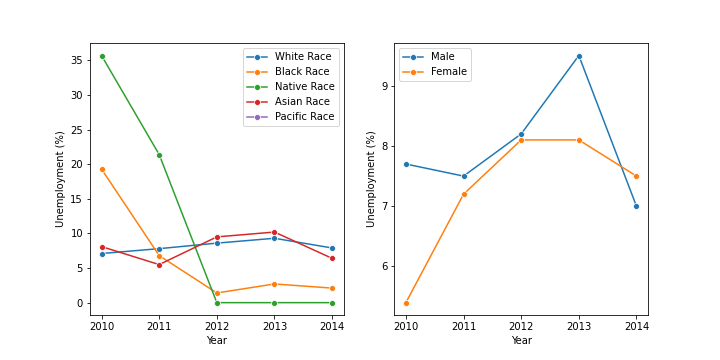 35
30
25
20
15
10
5
0
Unemployment (%)
2010 2011 2012 2013 2014
Year
White Race
Black Race
Native Race
Asian Race
Pacific Race
9
8
7
6
Unemployment (%)
2010 2011 2012 2013 2014
Year
Male
Female